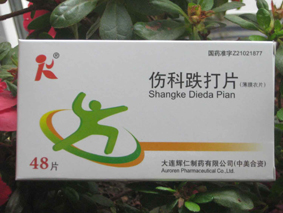 国药准字Z21021877
伤科跌打片(薄膜衣片)
Shangke Dieda Pian
48片
大连辉仁制药有限公司(中美合资)
Auroren Pharmaceutical Co.,Ltd.